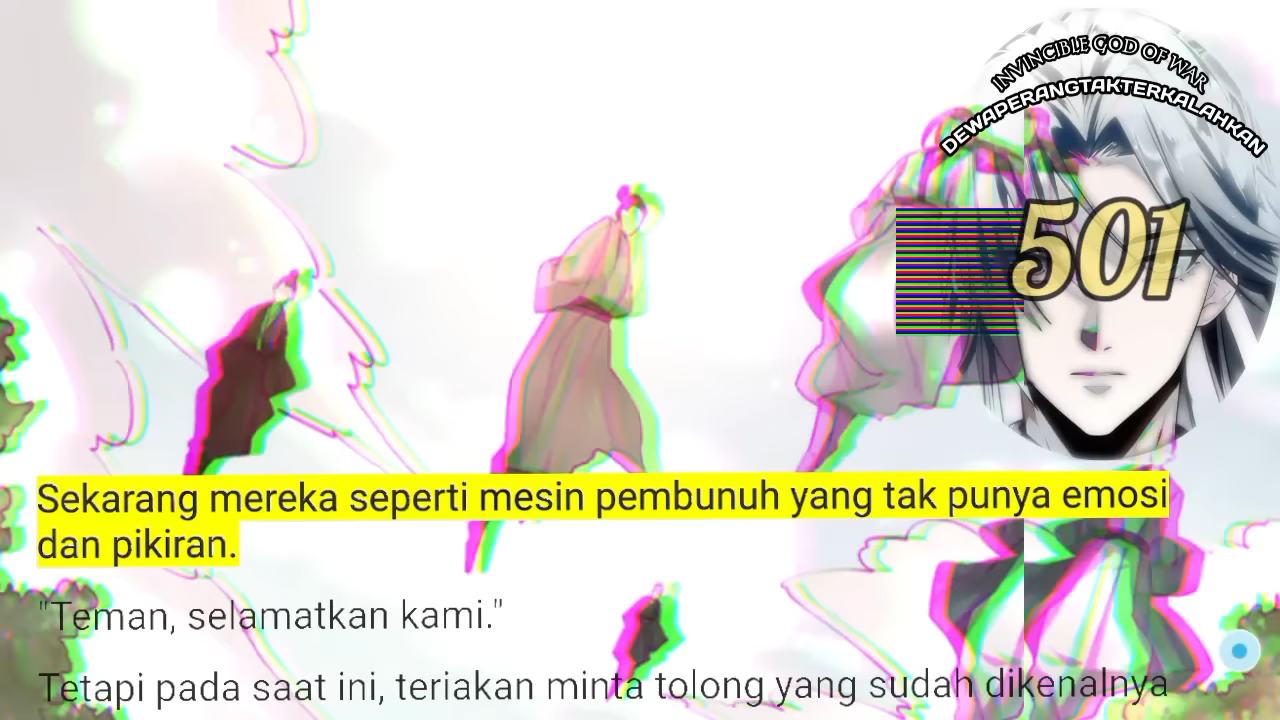 INVINCIBLE GOD OF WAR
DEWAPERANGTAKTERKALAHKAN
501
Sekarang mereka seperti mesin pembunuh yang tak punya emosi
dan pikiran.
"Teman, selamatkan kami."
Tetapi pada saat ini, teriakan minta tolong yang sudah dikenalnya